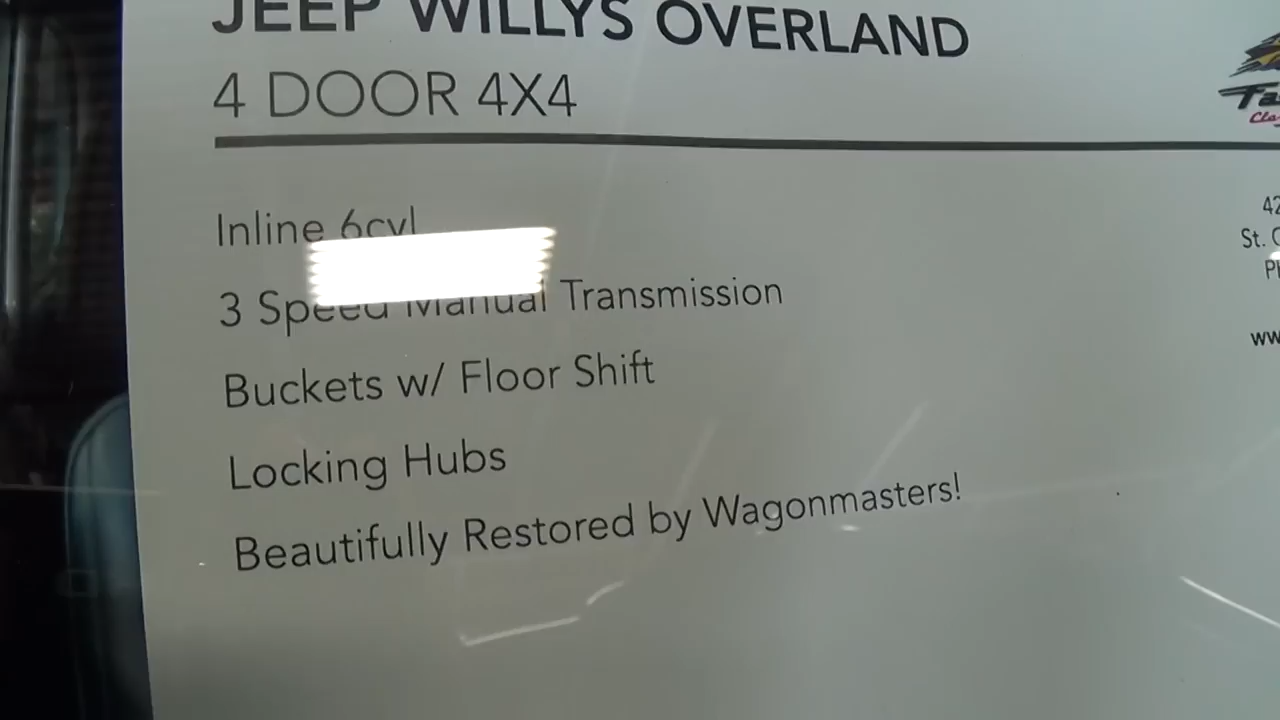 JEEP WILLYS OVERLAND
4 DOOR 4X4
Inline 6cyl
3 Speed Manual Transmission
Buckets w/ Floor Shift
Locking Hubs
Beautifully Restored by Wagonmasters!